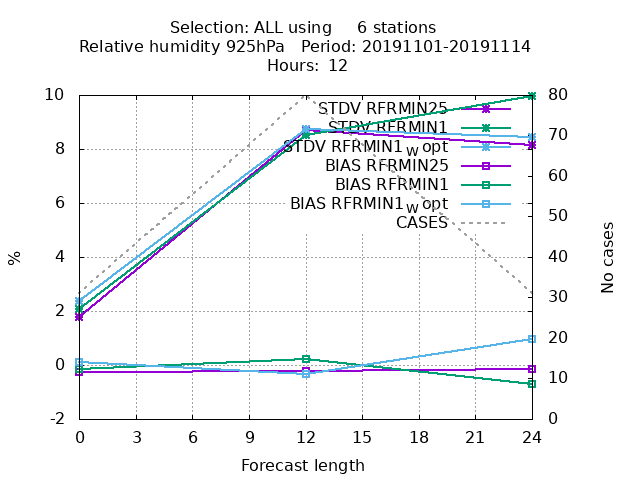 Selection: ALL using 6 stations
Relative humidity 925hPa Period: 20191101-20191114
Hours: 12
STDV RFRMIN25
STDV RFRMIN1
STDV RFRMIN1 w opt
BIAS RFRMIN25
BIAS RFRMIN1
BIAS RFRMIN1 w opt
CASES
10
8
6
4
2
0
-2
%
80
70
60
50
40
30
20
10
0
No cases
0 3 6 9 12 15 18 21 24
Forecast length